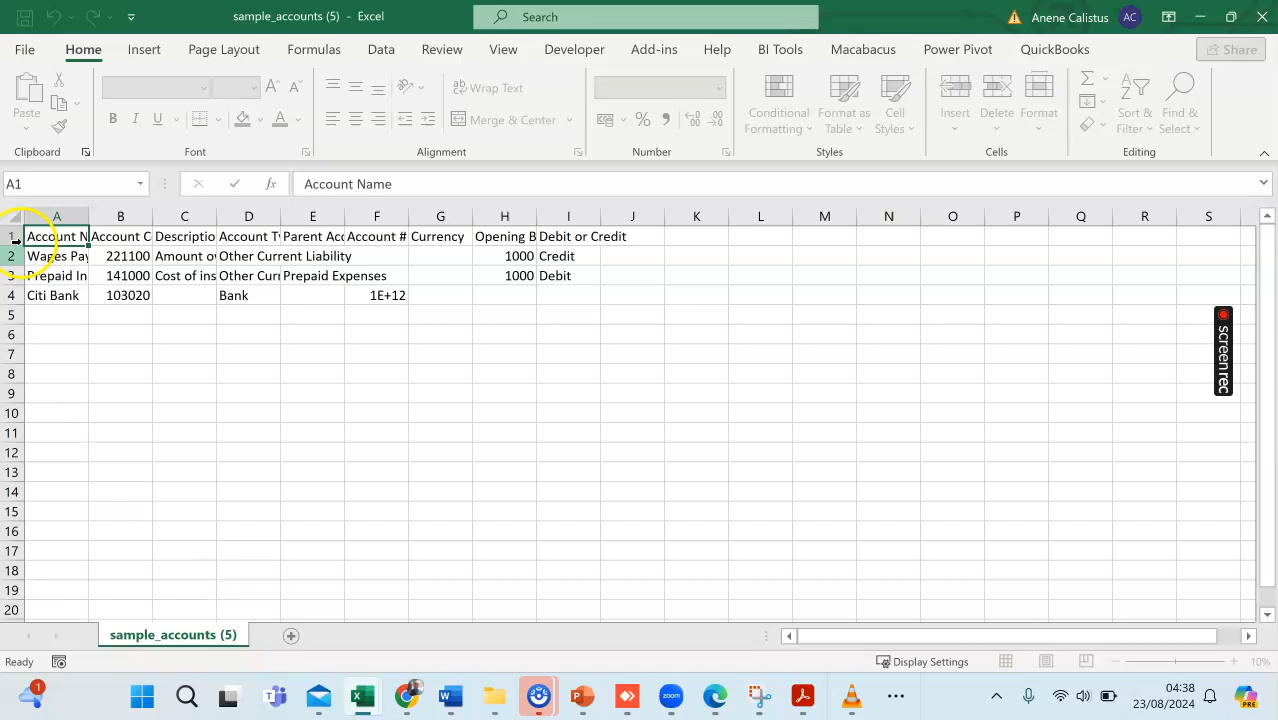 sample_accounts (5) - Excel
Search
Anene Calistus
AC
File Home Insert Page Layout Formulas Data Review View Developer Add-ins Help BI Tools Macabacus Power Pivot QuickBooks
Share
Paste
Clipboard
B I U A
Font
Wrap Text
Merge & Center
Alignment
%
Number
Conditional Formatting
Format as Table
Cell Styles
Styles
Insert Delete Format
Cells
Sort & Filter
Find & Select
Editing
A1
fx
Account Name
A B C D E F G H I J K L M N O P Q R S
1 Account N Account C Descriptio Account Ty Parent Acc Account # Currency Opening B Debit or Credit
2 Wages Pay 221100 Amount o Other Current Liability 1000 Credit
3 Prepaid In 141000 Cost of ins Other Curr Prepaid Expenses 1000 Debit
4 Citi Bank 103020 Bank 1E+12
5
6
7
8
9
10
11
12
13
14
15
16
17
18
19
20
screenrec
sample_accounts (5)
Ready
Display Settings
10%
1
zoom
04:38
23/08/2024
PRE